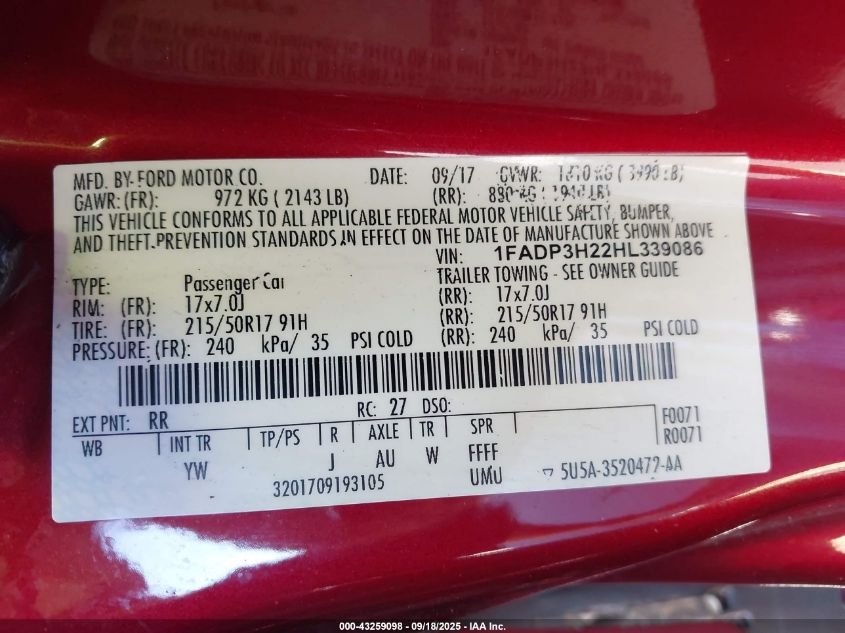 MFD. BY FORD MOTOR CO. DATE: 09/17 GVWR:
GAWR: (FR): 972 KG ( 2143 LB) (RR):
THIS VEHICLE CONFORMS TO ALL APPLICABLE FEDERAL MOTOR VEHICLE SAFETY, BUMPER,
AND THEFT PREVENTION STANDARDS IN EFFECT ON THE DATE OF MANUFACTURE SHOWN ABOVE
VIN: 1FADP3H22HL339086
TYPE: Passenger Car TRAILER TOWING - SEE OWNER GUIDE
RIM: (FR): 17x7.0J (RR): 17x7.0J
TIRE: (FR): 215/50R17 91H (RR): 215/50R17 91H
PRESSURE: (FR): 240 kPa/ 35 PSI COLD (RR): 240 kPa/ 35 PSI COLD
EXT PNT: RR RC: 27 DSO: F0071
WB INT TR TP/PS R AXLE TR SPR R0071
YW J AU W FFFF
3201709193105 UMU 5U5A-3520472-AA
000-43259098 - 09/18/2025 - IAA Inc.